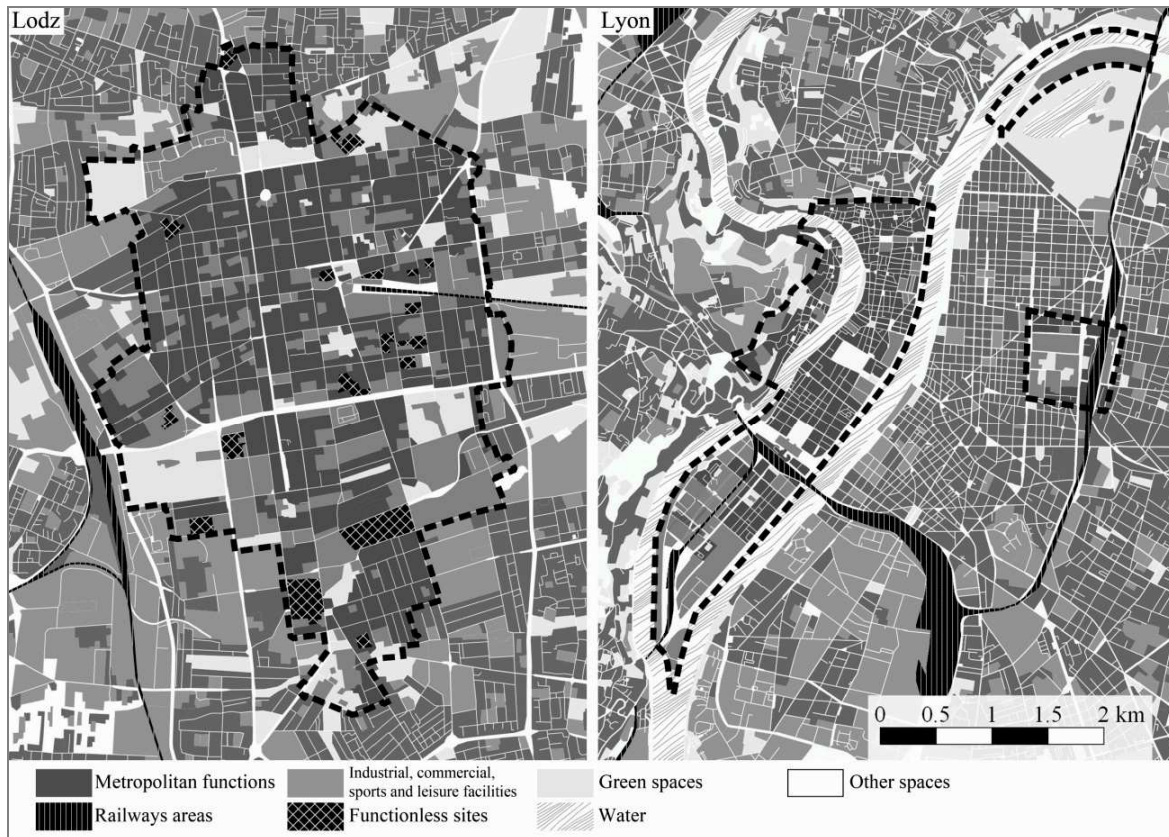 Lodz
Lyon
0 0.5 1 1.5 2 km
Metropolitan functions
Industrial, commercial,
sports and leisure facilities
Green spaces
Other spaces
Railways areas
Functionless sites
Water